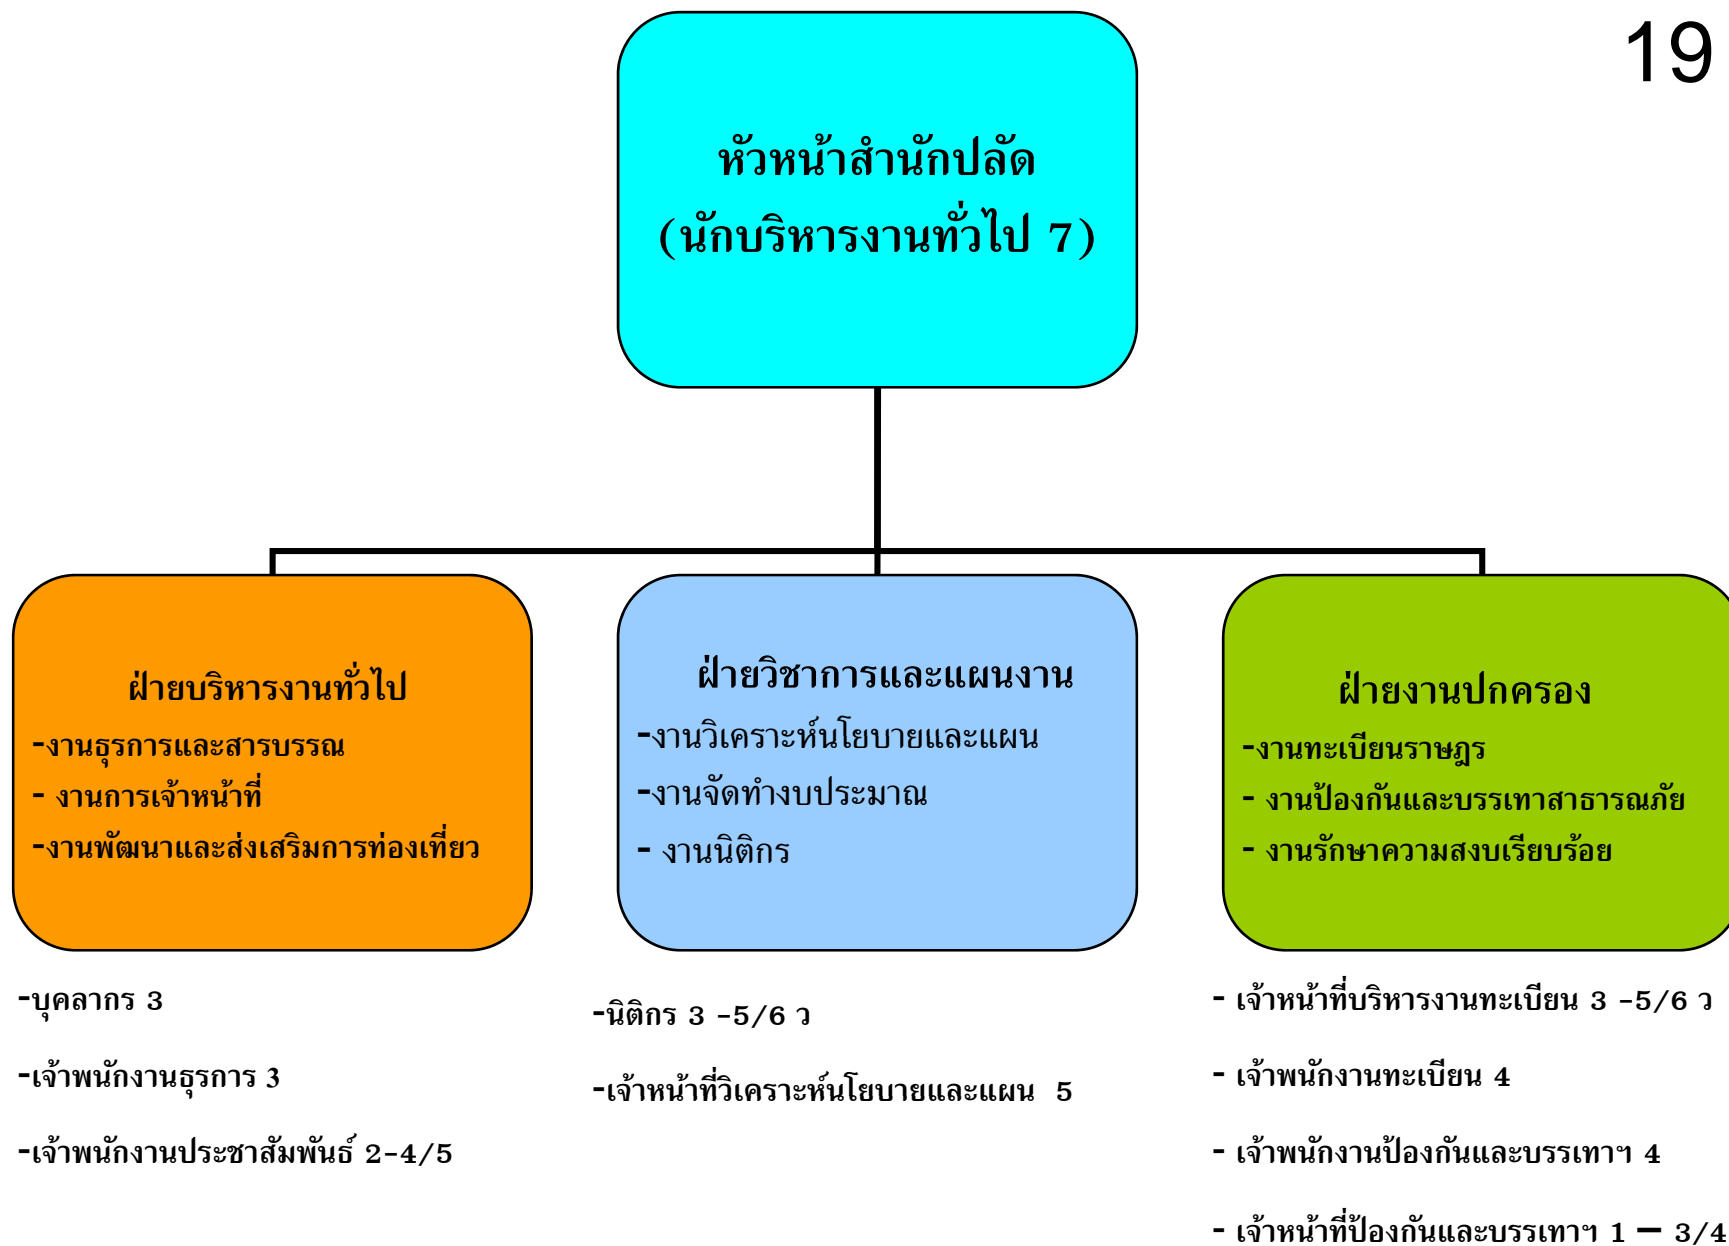 19
หัวหน้าสำนักปลัด
(นักบริหารงานทั่วไป 7)
ฝ่ายบริหารงานทั่วไป
-งานธุรการและสารบรรณ
- งานการเจ้าหน้าที่
-งานพัฒนาและส่งเสริมการท่องเที่ยว
ฝ่ายวิชาการและแผนงาน
-งานวิเคราะห์นโยบายและแผน
-งานจัดทำงบประมาณ
- งานนิติกร
ฝ่ายงานปกครอง
-งานทะเบียนราษฎร
- งานป้องกันและบรรเทาสาธารณภัย
- งานรักษาความสงบเรียบร้อย
-บุคลากร 3
-เจ้าพนักงานธุรการ 3
-เจ้าพนักงานประชาสัมพันธ์ 2-4/5
-นิติกร 3 -5/6 ว
-เจ้าหน้าที่วิเคราะห์นโยบายและแผน  5
- เจ้าหน้าที่บริหารงานทะเบียน 3 -5/6 ว
- เจ้าพนักงานทะเบียน 4
- เจ้าพนักงานป้องกันและบรรเทาฯ 4
- เจ้าหน้าที่ป้องกันและบรรเทาฯ 1 – 3/4